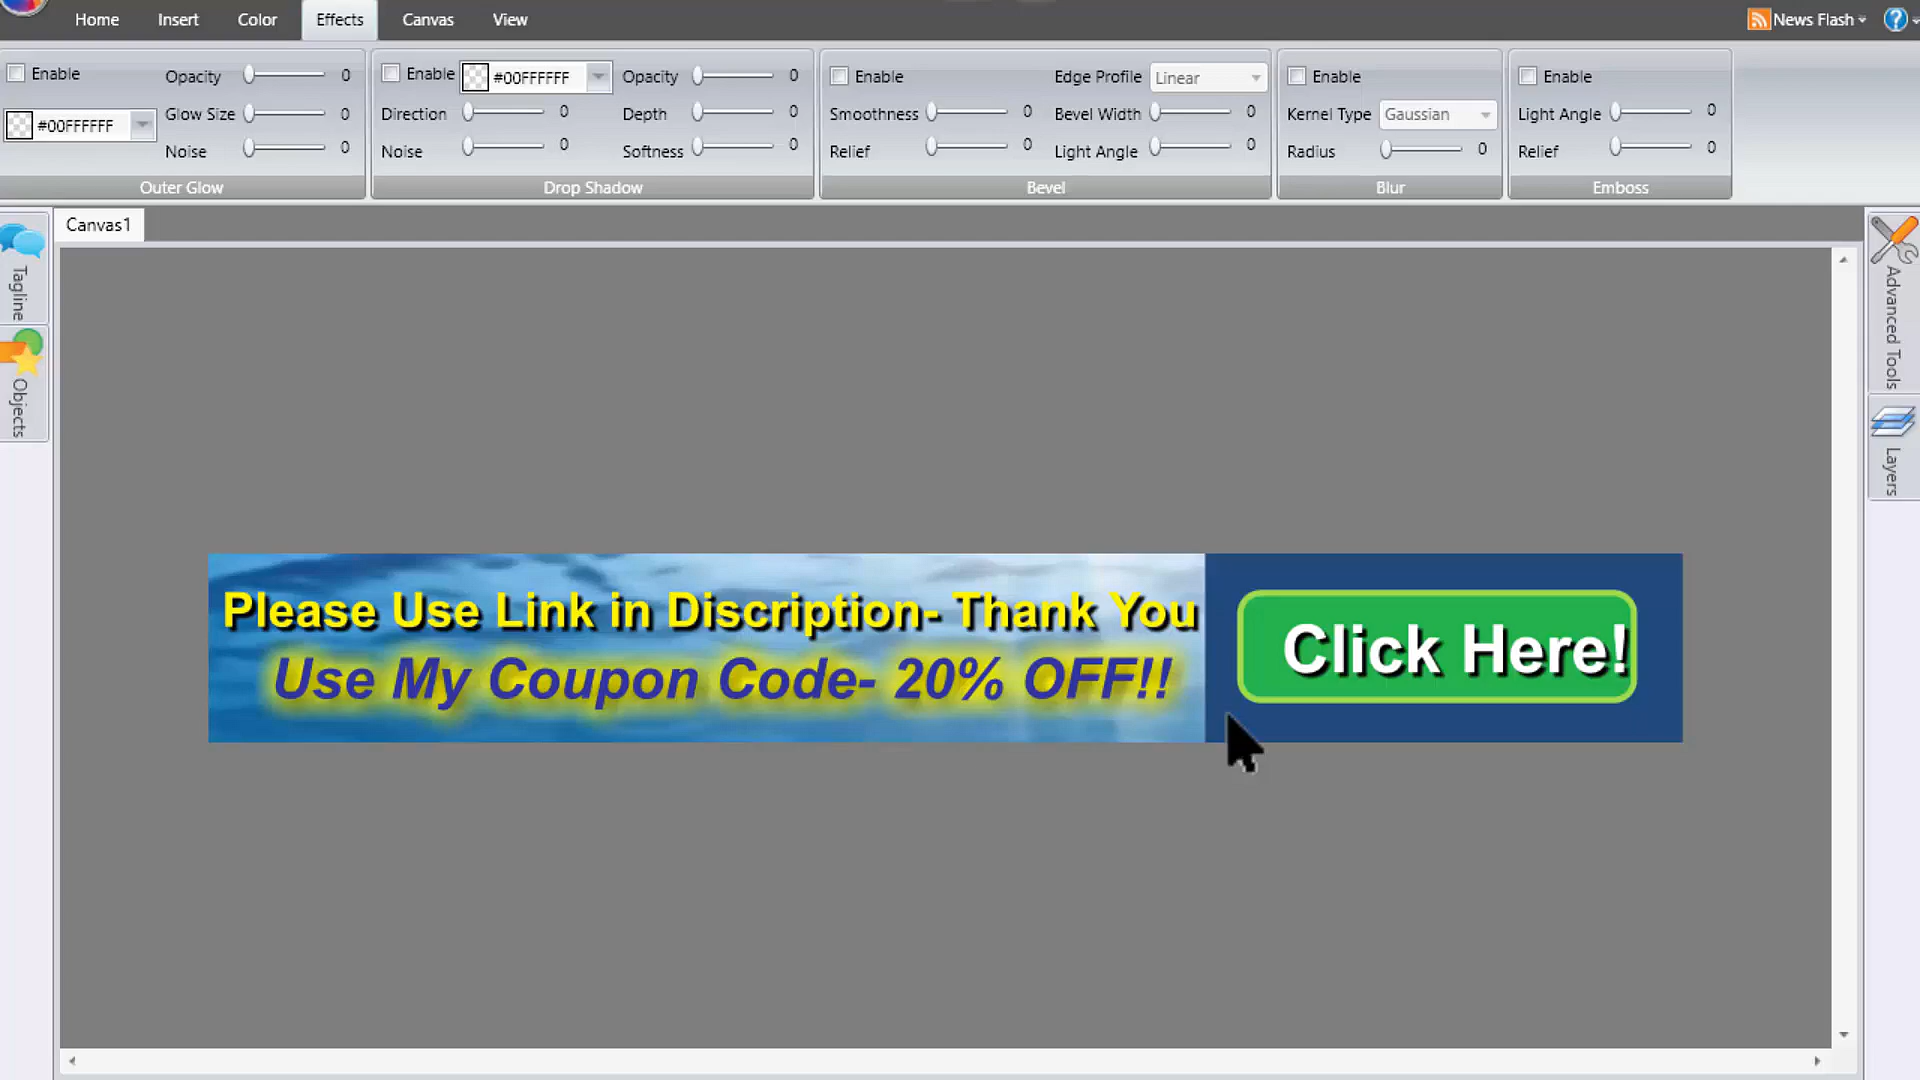 Home Insert Color Effects Canvas View News Flash
Enable Opacity 0 Enable #00FFFFFF Opacity 0 Enable Edge Profile Linear Enable Enable
#00FFFFFF Glow Size 0 Direction 0 Depth 0 Smoothness 0 Bevel Width 0 Kernel Type Gaussian Light Angle 0
Noise 0 Noise 0 Softness 0 Relief 0 Light Angle 0 Radius 0 Relief 0
Outer Glow Drop Shadow Bevel Blur Emboss
Canvas1
Tagline
Objects
Advanced Tools
Layers
Please Use Link in Discription- Thank You
Use My Coupon Code- 20% OFF!!
Click Here!